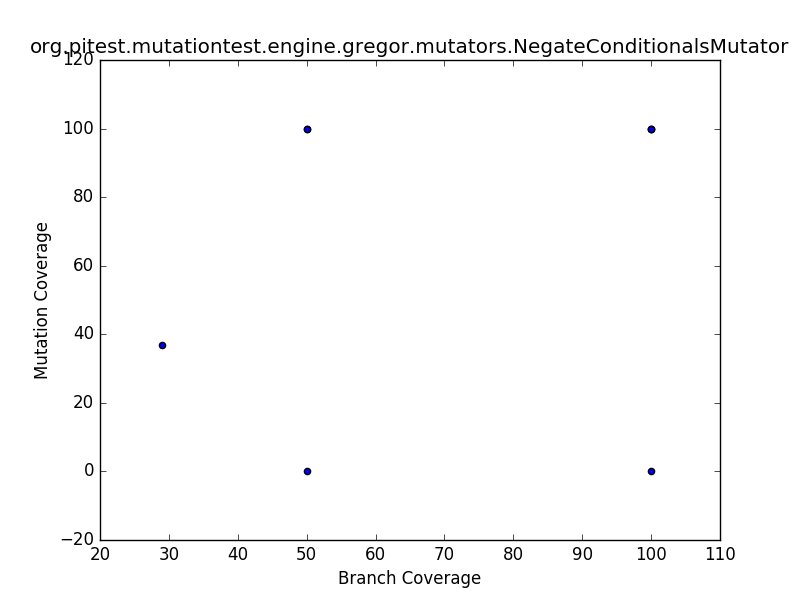 org.pitest.mutationtest.engine.gregor.mutators.NegateConditionalsMutator
120
100
80
60
40
20
0
−20
Mutation Coverage
20 30 40 50 60 70 80 90 100 110
Branch Coverage